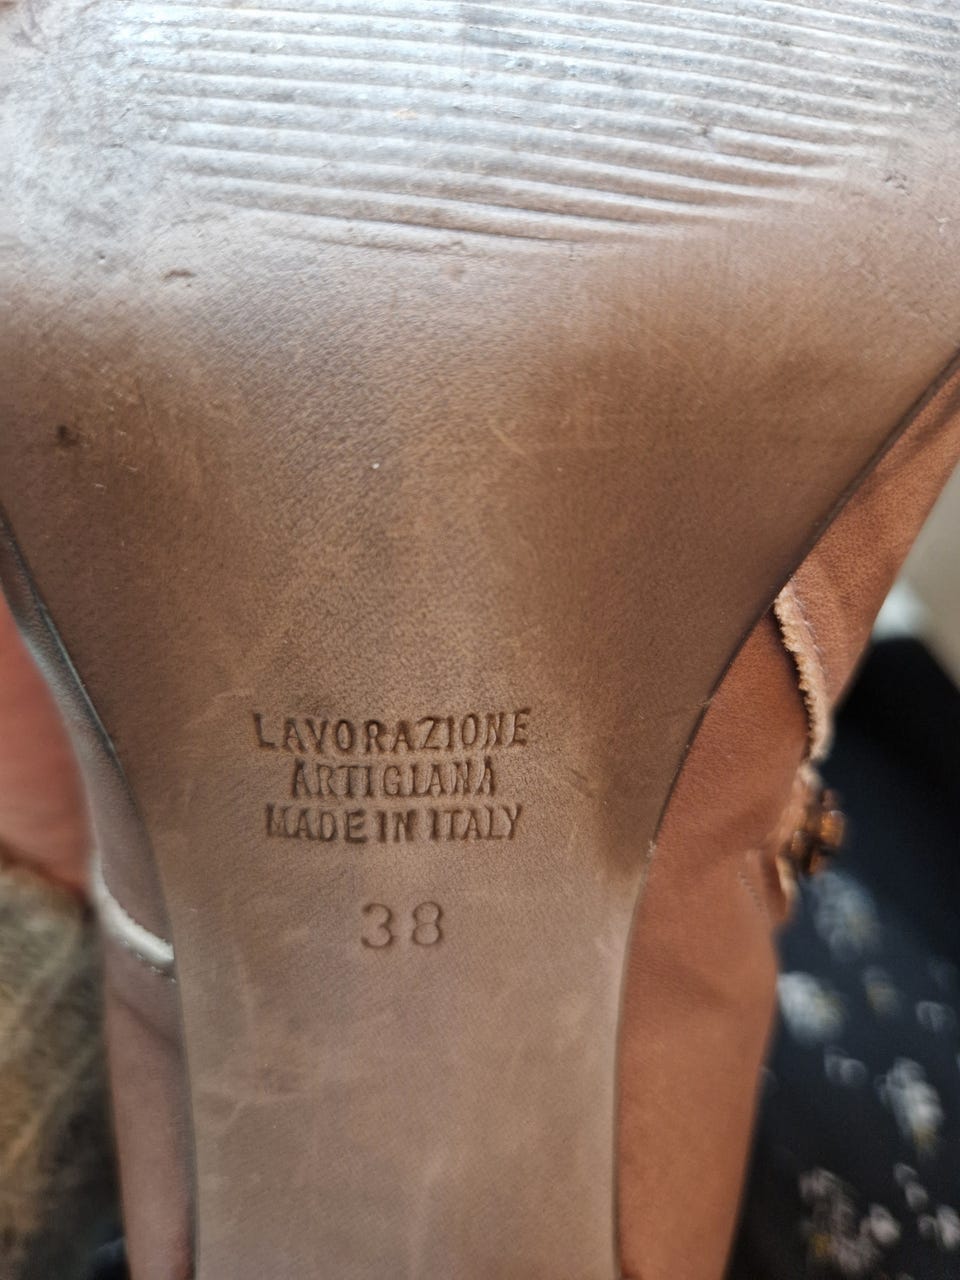 LAVORAZIONE
ARTIGIANA
MADE IN ITALY
38